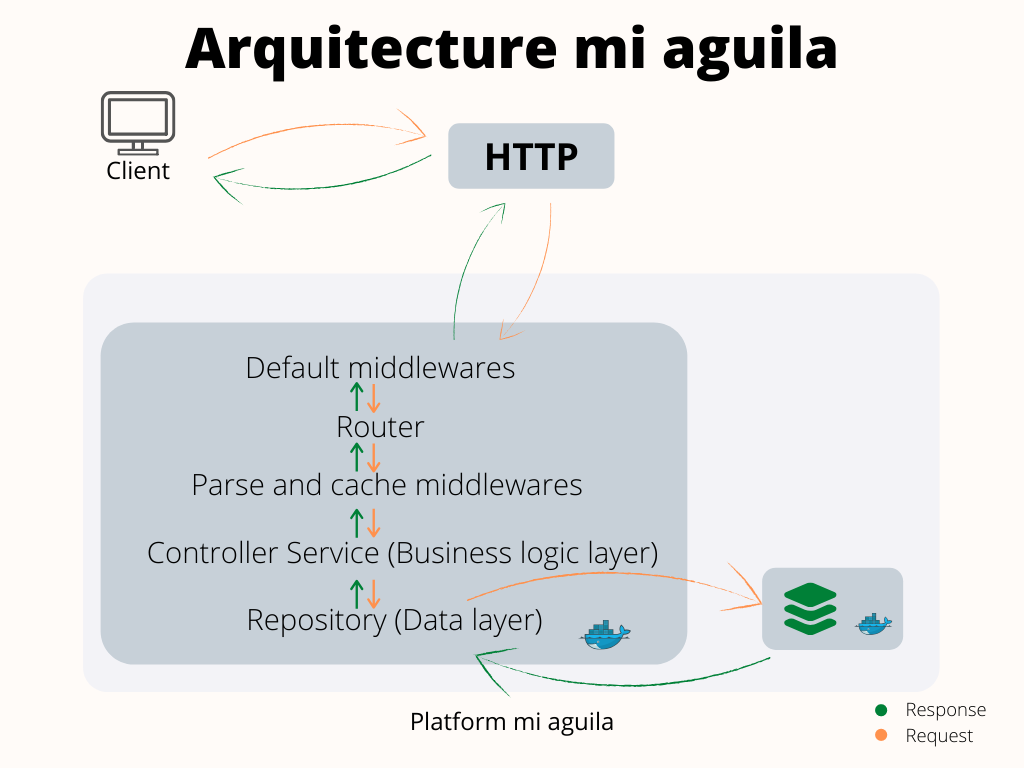 Arquitecture mi aguila
Client
HTTP
Default middlewares
Router
Parse and cache middlewares
Controller Service (Business logic layer)
Repository (Data layer)
Platform mi aguila
Response
Request